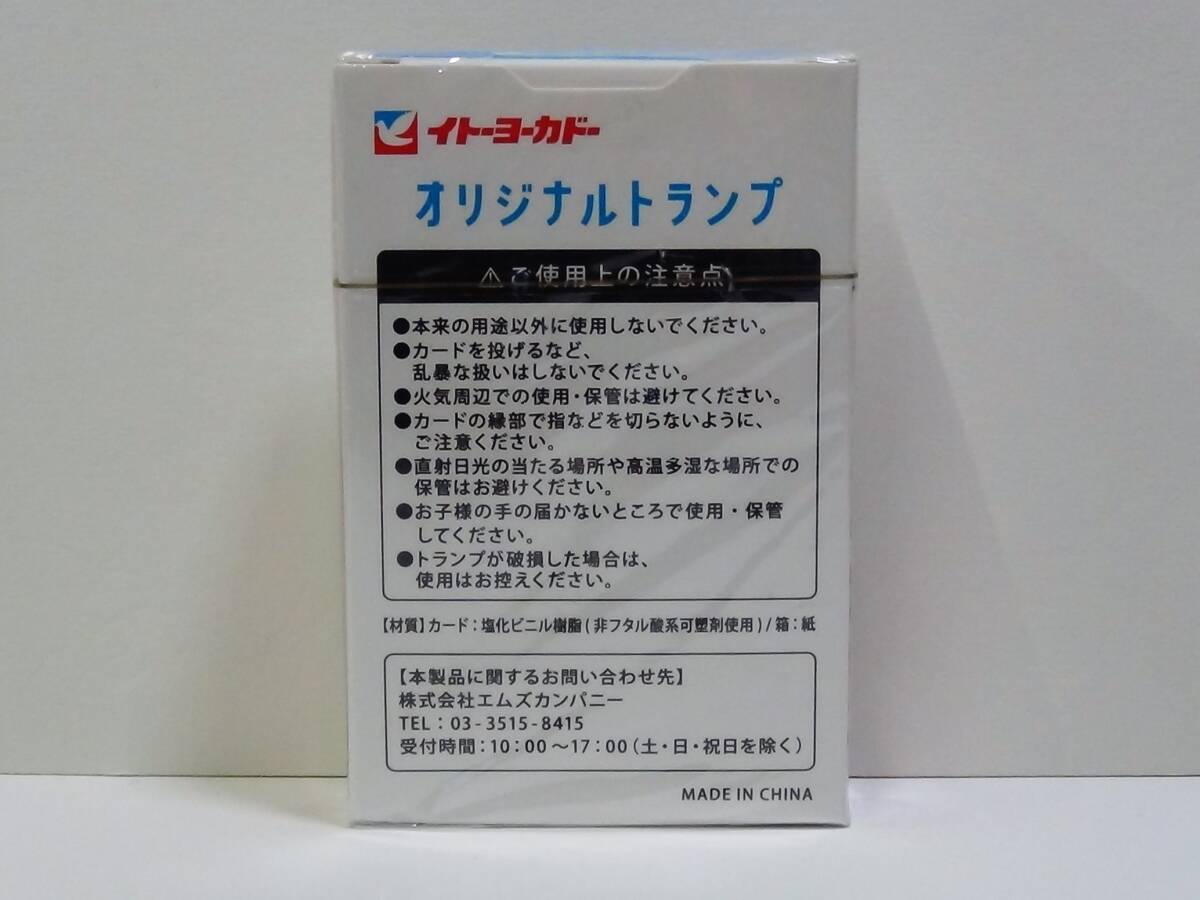 イトーヨーカドー
オリジナルトランプ
⚠ご使用上の注意点
●本来の用途以外に使用しないでください。
●カードを投げるなど、
乱暴な扱いはしないでください。
●火気周辺での使用・保管は避けてください。
●カードの縁部で指などを切らないように、
ご注意ください。
●直射日光の当たる場所や高温多湿な場所での
保管はお避けください。
●お子様の手の届かないところで使用・保管
してください。
●トランプが破損した場合は、
使用はお控えください。
【材質】カード：塩化ビニル樹脂(非フタル酸系可塑剤使用)/箱：紙
【本製品に関するお問い合わせ先】
株式会社エムズカンパニー
TEL：03-3515-8415
受付時間：10：00～17：00（土・日・祝日を除く）
MADE IN CHINA